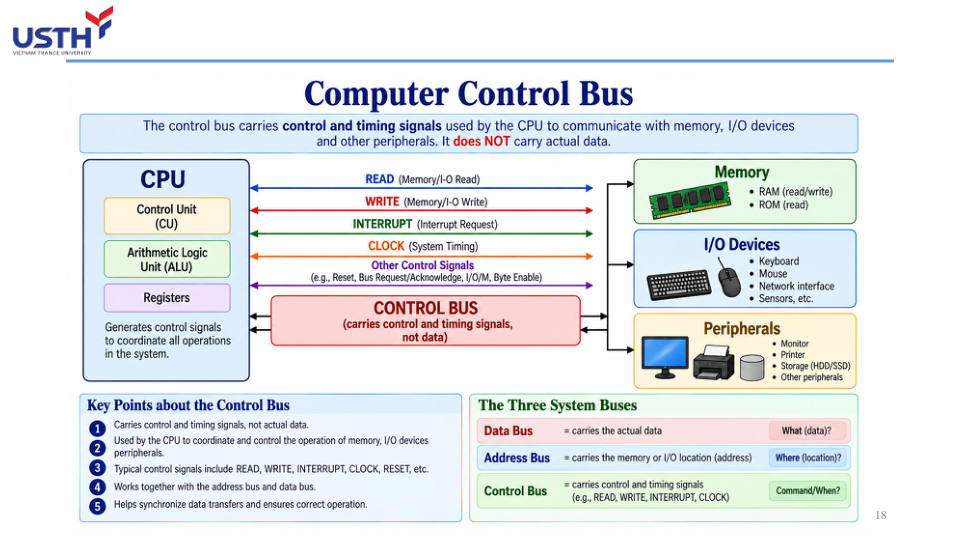 USTH
VIETNAM FRANCE UNIVERSITY
Computer Control Bus
The control bus carries control and timing signals used by the CPU to communicate with memory, I/O devices
and other peripherals. It does NOT carry actual data.
CPU
Control Unit
(CU)
Arithmetic Logic
Unit (ALU)
Registers
Generates control signals
to coordinate all operations
in the system.
READ (Memory/I-O Read)
WRITE (Memory/I-O Write)
INTERRUPT (Interrupt Request)
CLOCK (System Timing)
Other Control Signals
(e.g., Reset, Bus Request/Acknowledge, I/O/M, Byte Enable)
CONTROL BUS
(carries control and timing signals,
not data)
Memory
• RAM (read/write)
• ROM (read)
I/O Devices
• Keyboard
• Mouse
• Network interface
• Sensors, etc.
Peripherals
• Monitor
• Printer
• Storage (HDD/SSD)
• Other peripherals
Key Points about the Control Bus
1 Carries control and timing signals, not actual data.
2 Used by the CPU to coordinate and control the operation of memory, I/O devices
perripherals.
3 Typical control signals include READ, WRITE, INTERRUPT, CLOCK, RESET, etc.
4 Works together with the address bus and data bus.
5 Helps synchronize data transfers and ensures correct operation.
The Three System Buses
Data Bus = carries the actual data What (data)?
Address Bus = carries the memory or I/O location (address) Where (location)?
Control Bus = carries control and timing signals
(e.g., READ, WRITE, INTERRUPT, CLOCK) Command/When?
18